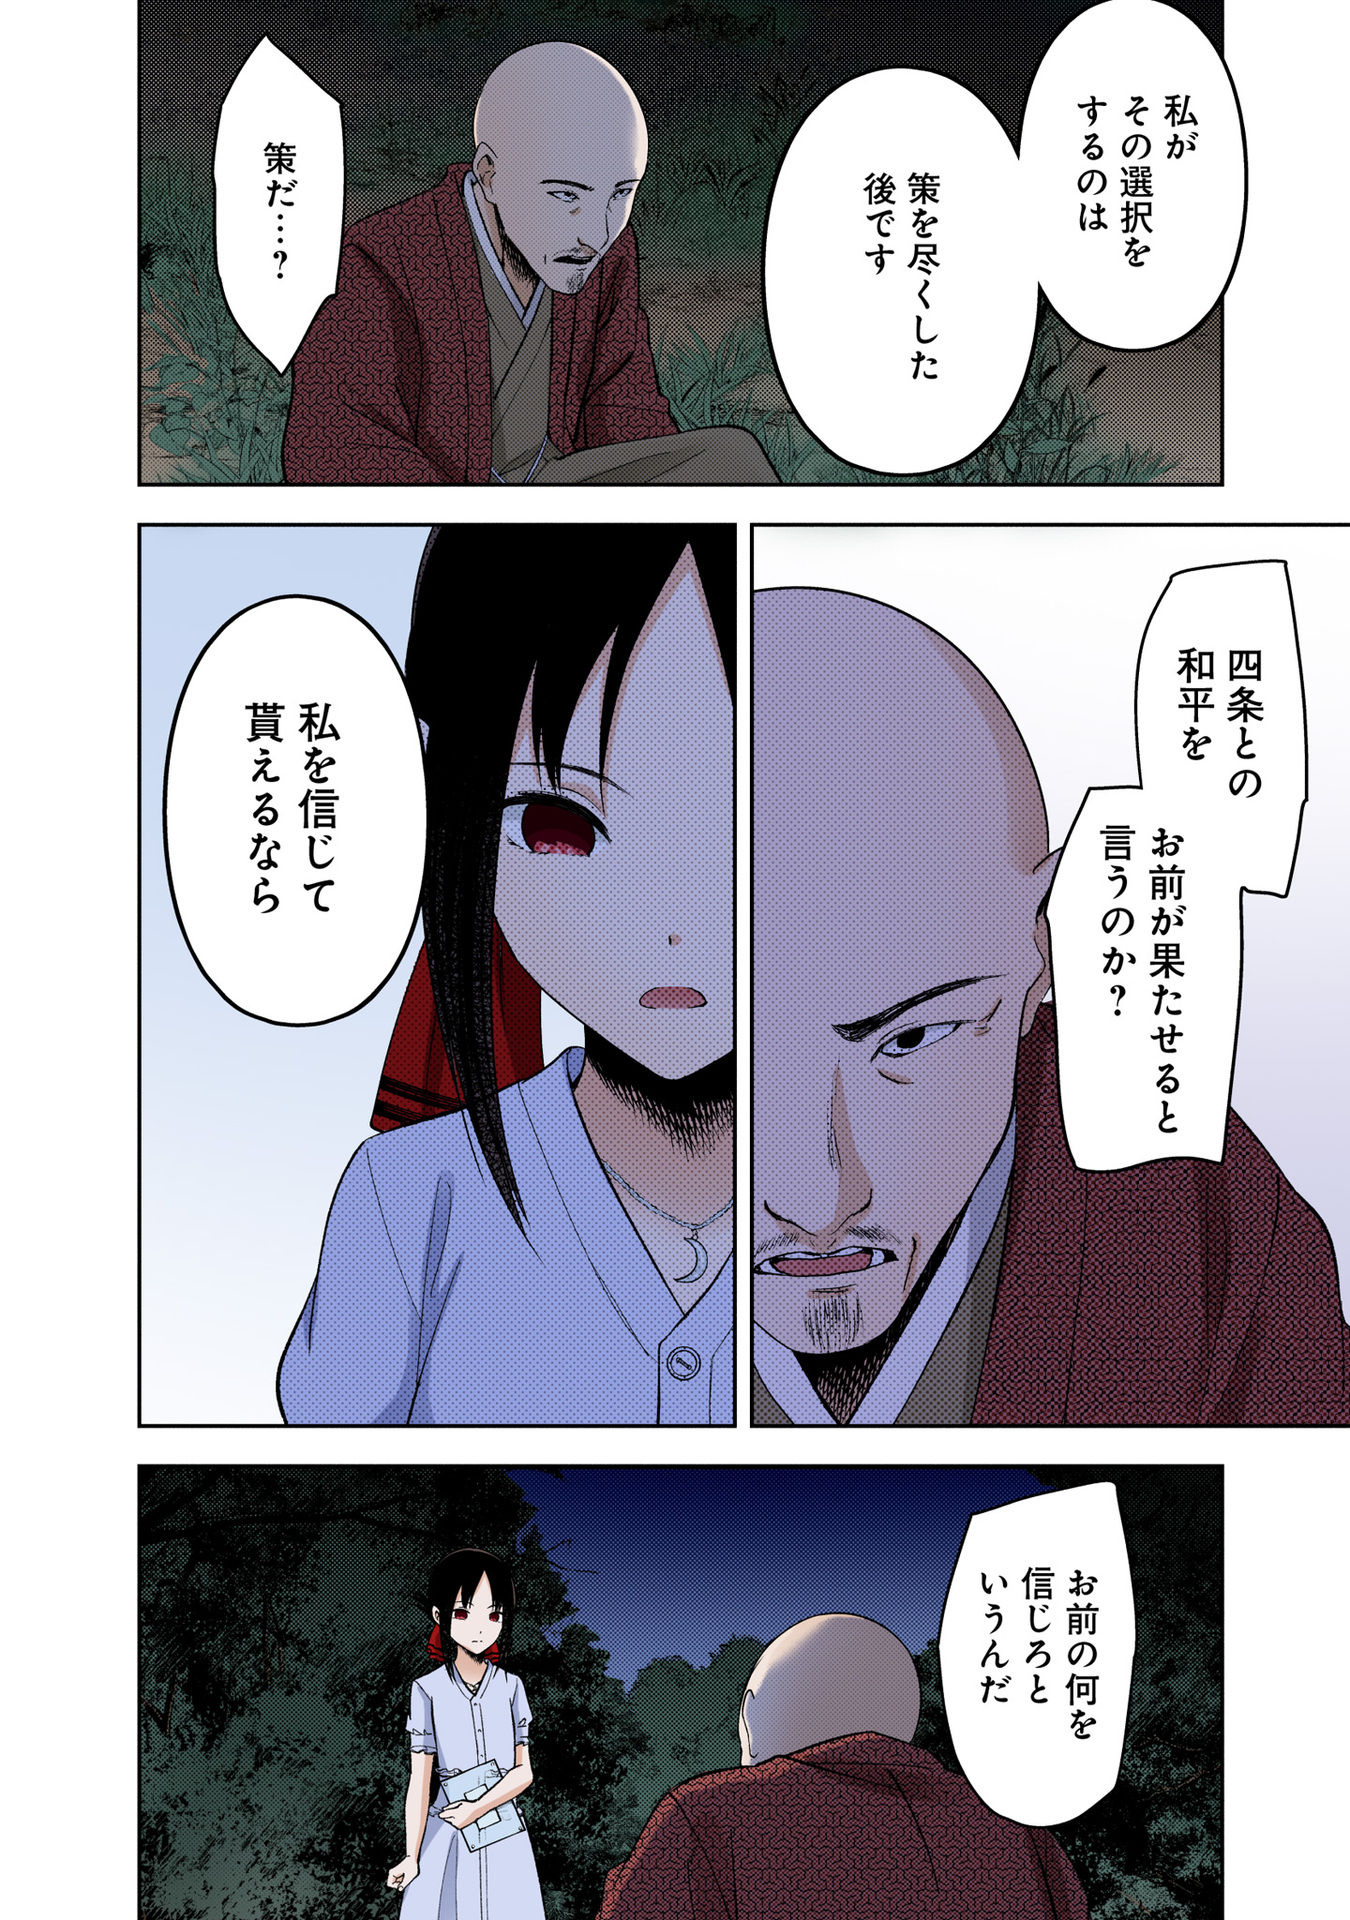 私が
その選択を
するのは
策を尽くした
後です
策だ…?
四条との
和平を
お前が果たせると
言うのか?
私を信じて
貰えるなら
お前の何を
信じろと
いうんだ